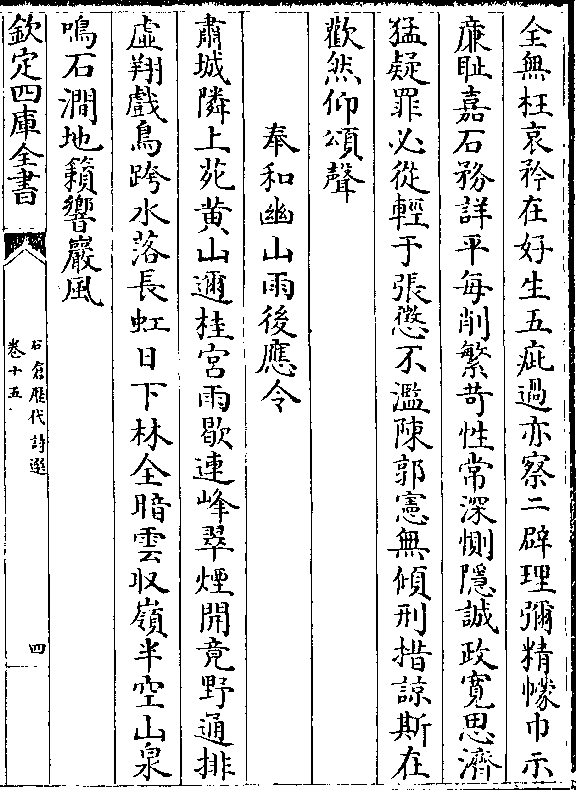 全無枉哀矜在好生五疵過亦察二辟理彌精幪巾示
亷耻嘉石務詳平每削繁苛性常深惻隠誠政寛思濟
猛疑罪必從輕于張懲不濫陳郭憲無傾刑措諒斯在
歡然仰頌聲
奉和幽山雨後應令
肅城隣上苑黄山邇桂宮雨歇連峰翠煙開竟野通排
虚翔戲鳥跨水落長虹日下林全暗雲収嶺半空山泉
鳴石澗地籟響巖風
欽定四庫全書
石倉歴代詩選
卷十五
四